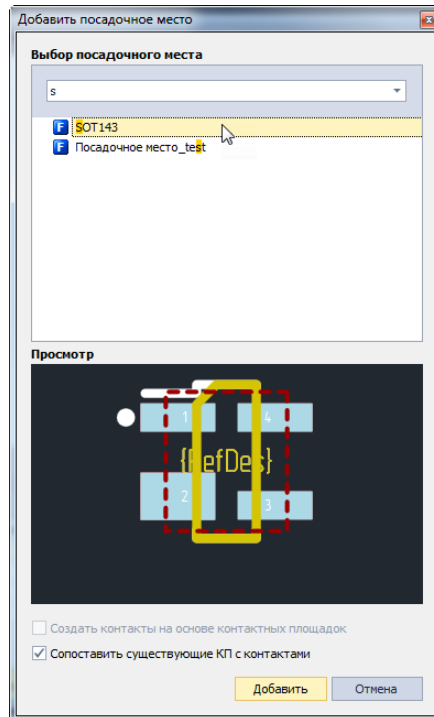 Добавить посадочное место
Выбор посадочного места
s
F SOT143
F Посадочное место_test
Просмотр
1 4
{RefDes}
2 3
Создать контакты на основе контактных площадок
Сопоставить существующие КП с контактами
Добавить Отмена